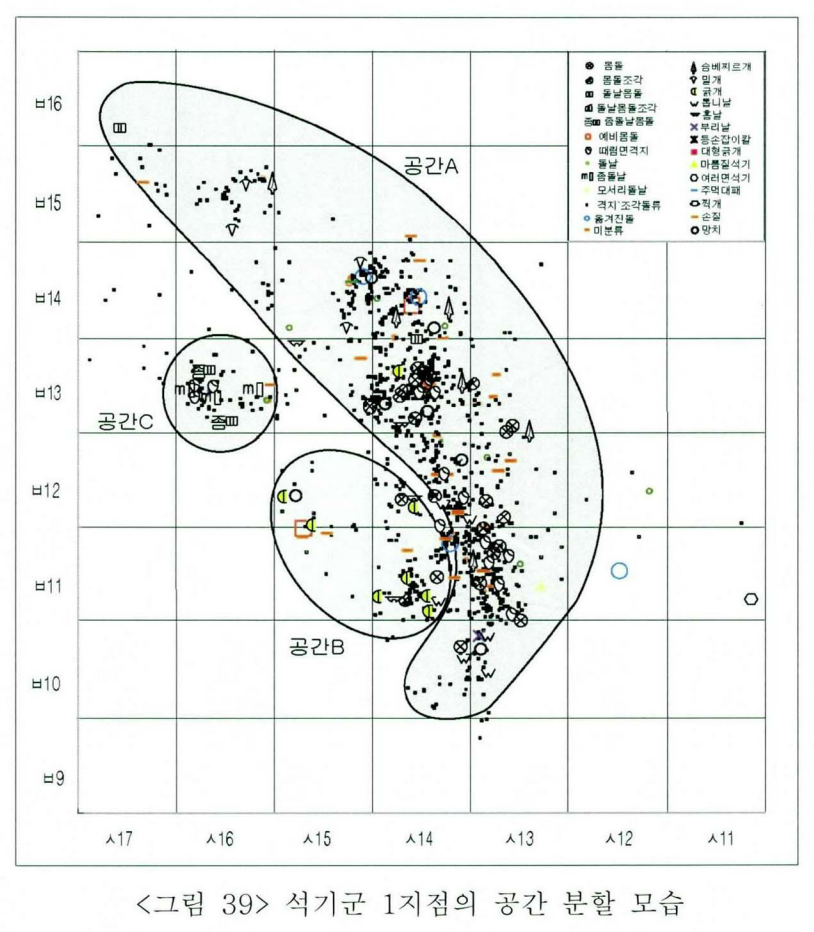 몸돌
몸돌조각
돌날몸돌
돌날몸돌조각
좀돌날몸돌
예비몸돌
때림면격지
돌날
좀돌날
모서리돌날
격지·조각돌류
옮겨진돌
미분류
슴베찌르개
밀개
긁개
톱니날
홈날
부리날
등손잡이칼
대형긁개
마름질석기
여러면석기
주먹대패
찍개
손질
망치
ㅂ16
ㅂ15
ㅂ14
ㅂ13
ㅂ12
ㅂ11
ㅂ10
ㅂ9
공간A
공간C
공간B
좀
좀
ㅅ17 ㅅ16 ㅅ15 ㅅ14 ㅅ13 ㅅ12 ㅅ11
<그림 39> 석기군 1지점의 공간 분할 모습